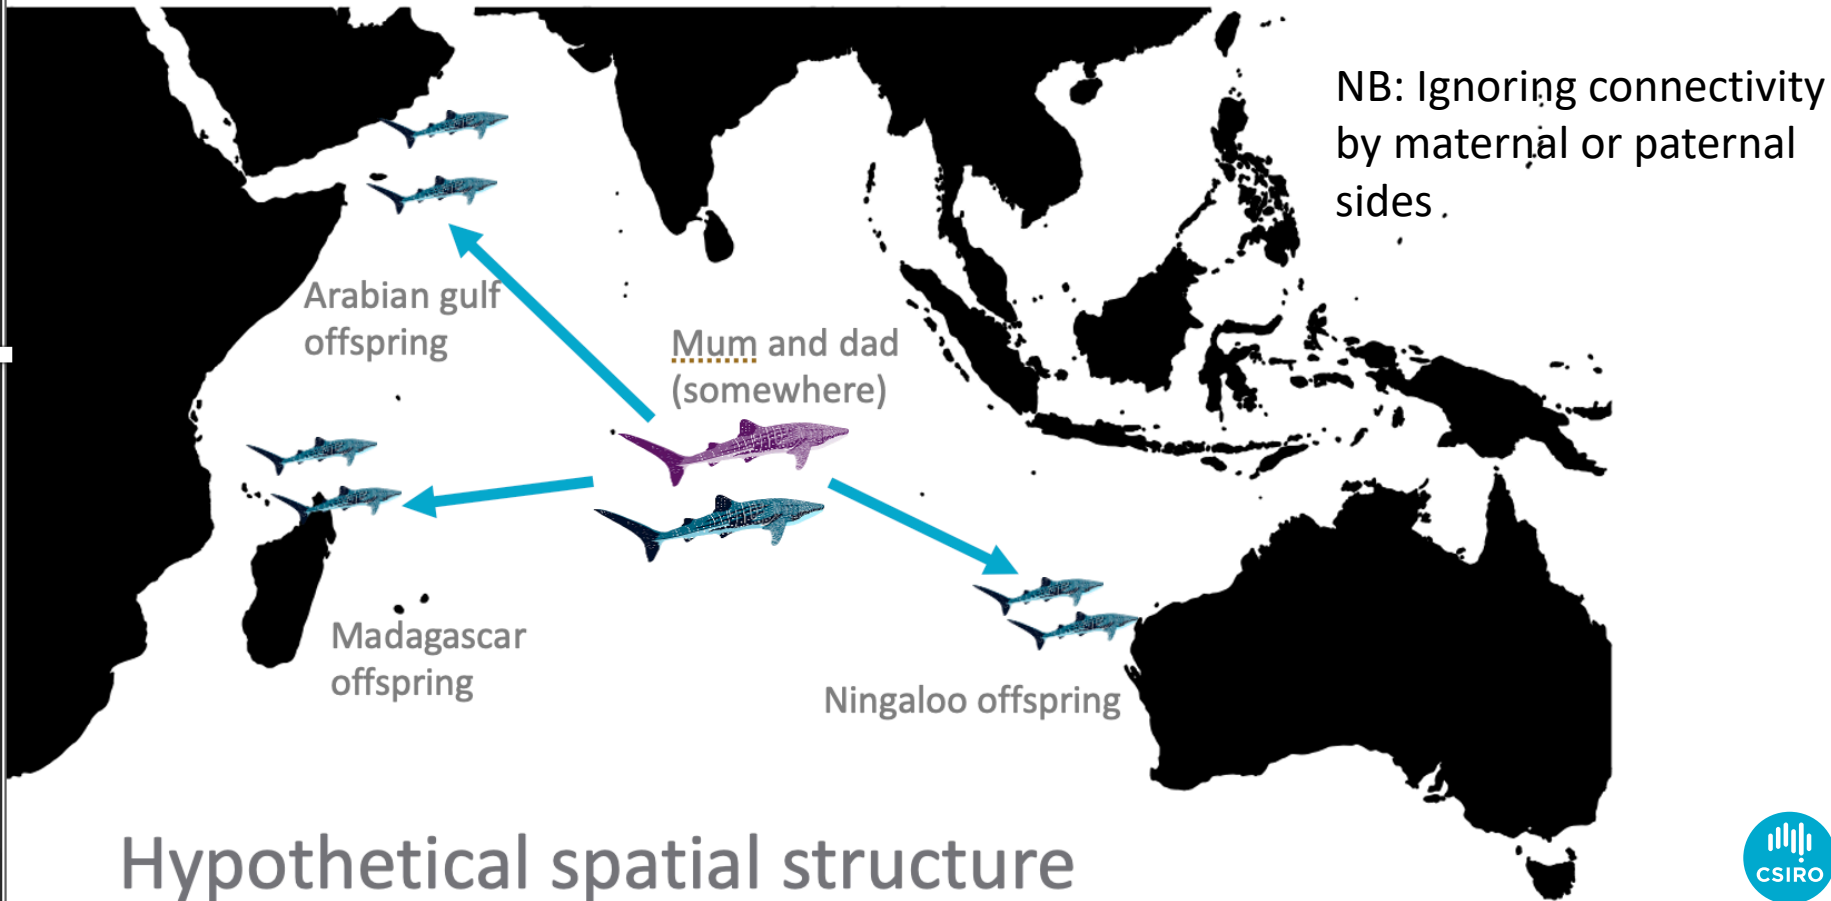 NB: Ignoring connectivity
by maternal or paternal
sides
Arabian gulf
offspring
Mum and dad
(somewhere)
Madagascar
offspring
Ningaloo offspring
Hypothetical spatial structure
CSIRO